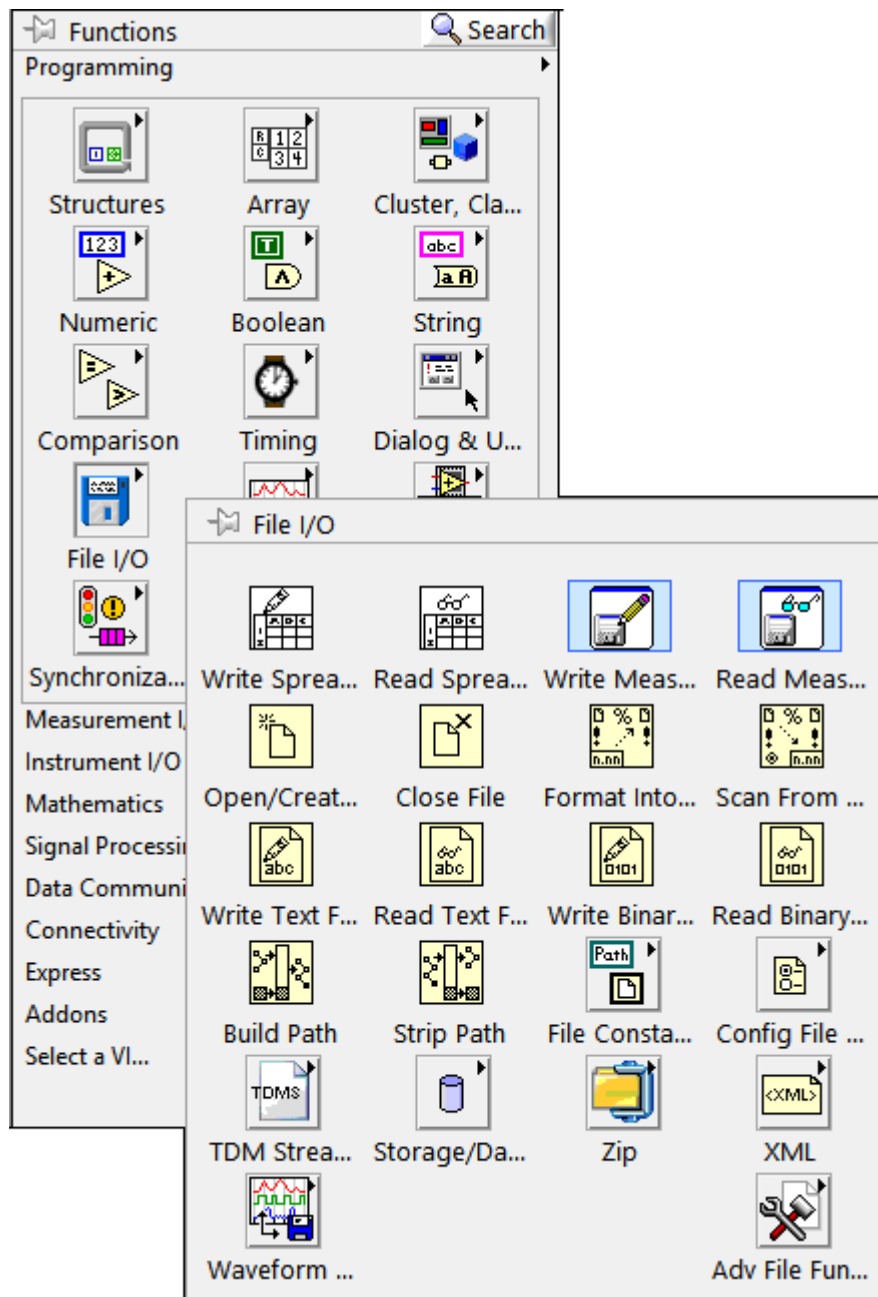 Functions Search
Programming
Structures Array Cluster, Cla...
Numeric Boolean String
Comparison Timing Dialog & U...
File I/O
Synchroniza...
Measurement I
Instrument I/O
Mathematics
Signal Processi
Data Communi
Connectivity
Express
Addons
Select a VI...
File I/O
Write Sprea... Read Sprea... Write Meas... Read Meas...
Open/Creat... Close File Format Into... Scan From ...
Write Text F... Read Text F... Write Binar... Read Binary...
Build Path Strip Path File Consta... Config File ...
TDMS <XML>
TDM Strea... Storage/Da... Zip XML
Waveform ... Adv File Fun...